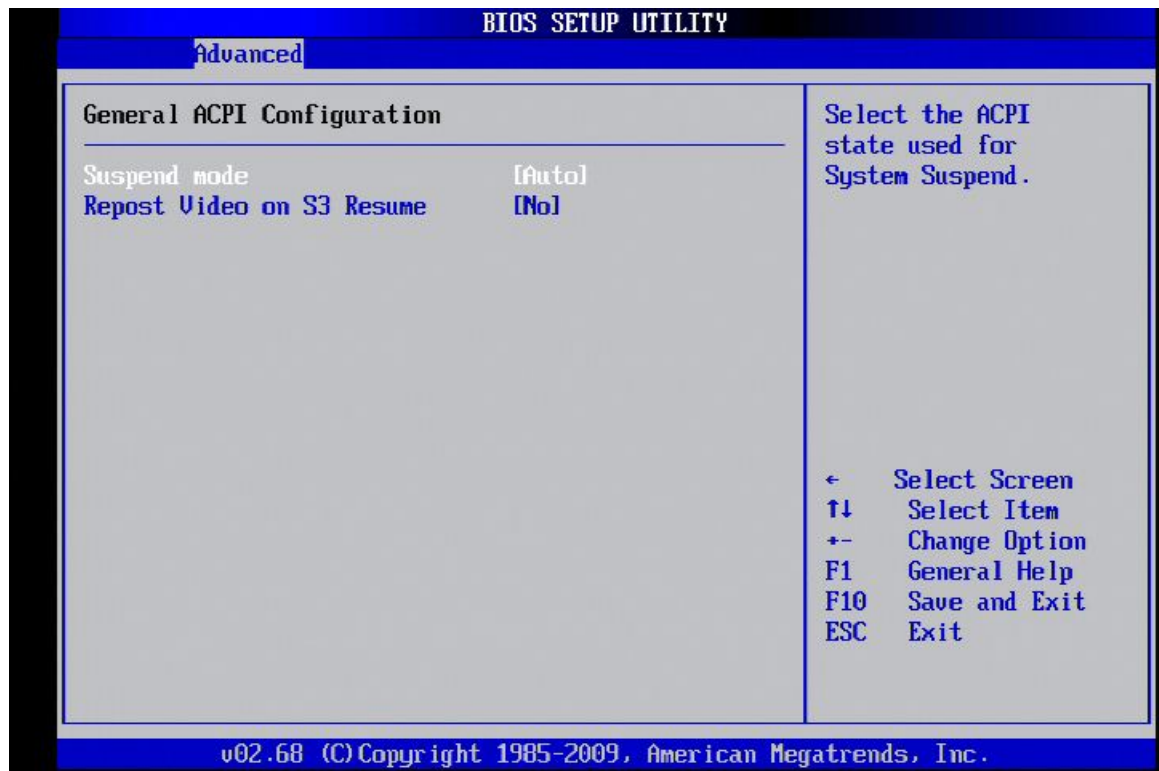 BIOS SETUP UTILITY
Advanced
General ACPI Configuration
Suspend mode [Auto]
Repost Video on S3 Resume [No]
Select the ACPI
state used for
System Suspend.
← Select Screen
↑↓ Select Item
+- Change Option
F1 General Help
F10 Save and Exit
ESC Exit
v02.68 (C)Copyright 1985-2009, American Megatrends, Inc.